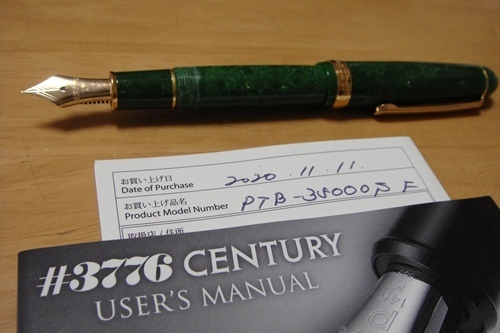 お買い上げ日
Date of Purchase 2020.11.11.
お買い上げ品名
Product Model Number PTB-35000S F
取扱店 / 住所
#3776 CENTURY
USER'S MANUAL
14K